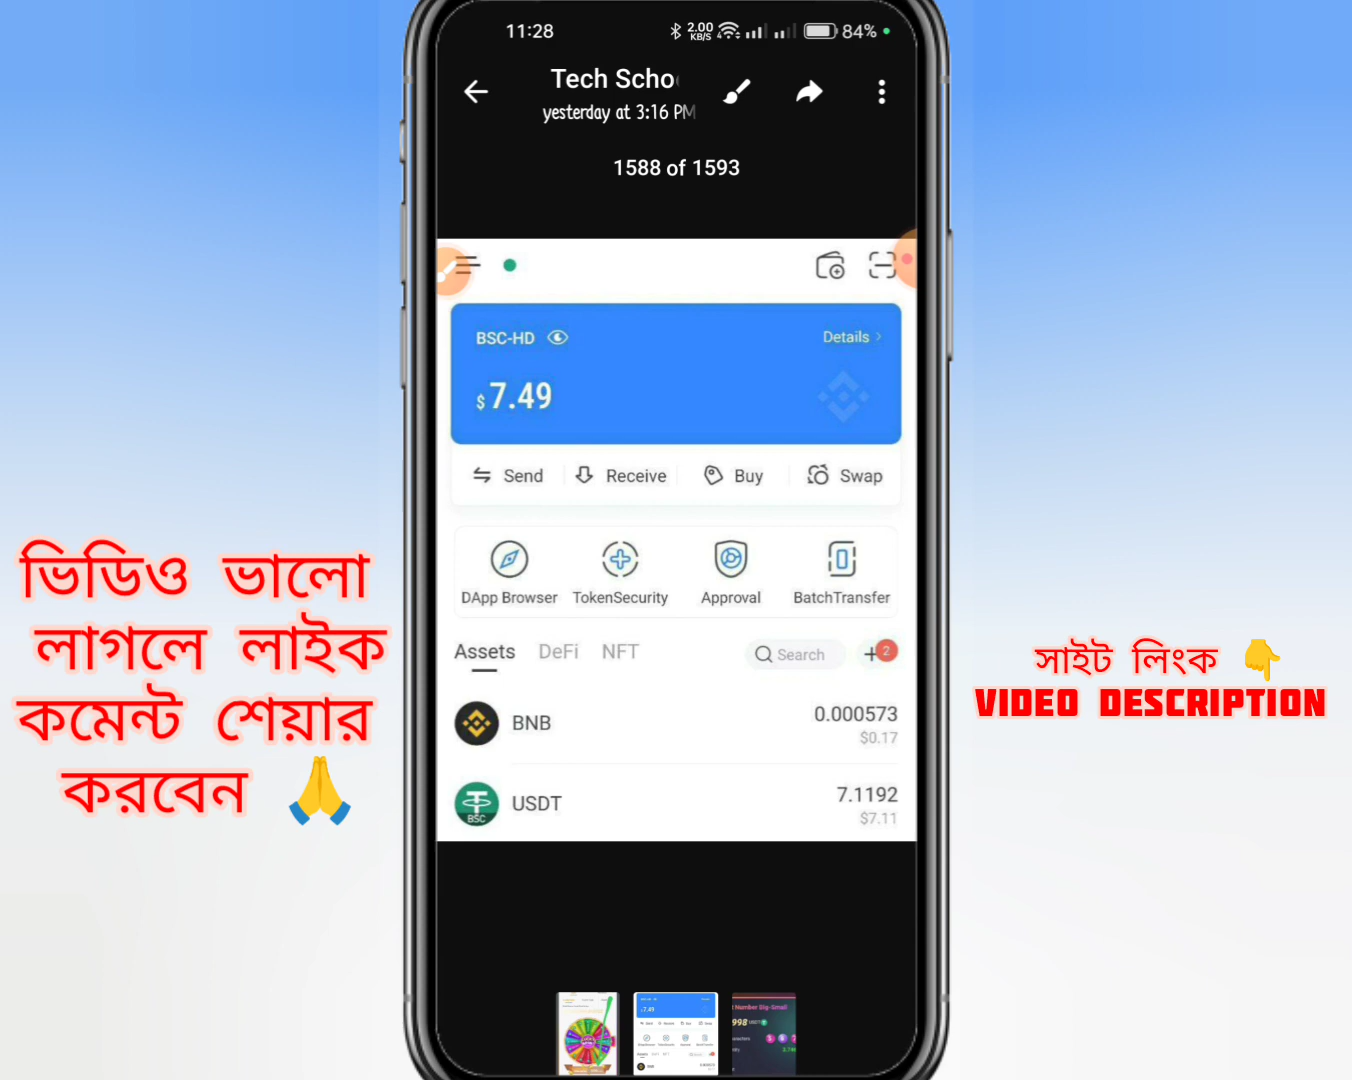 11:28
2.00
KB/S
84%
Tech Scho
yesterday at 3:16 PM
1588 of 1593
BSC-HD
Details
$ 7.49
Send
Receive
Buy
Swap
DApp Browser
TokenSecurity
Approval
BatchTransfer
Assets
DeFi
NFT
Search
2
BNB
0.000573
$0.17
BSC
USDT
7.1192
$7.11
ভিডিও ভালো
লাগলে লাইক
কমেন্ট শেয়ার
করবেন 🙏
সাইট লিংক 👇
VIDEO DESCRIPTION